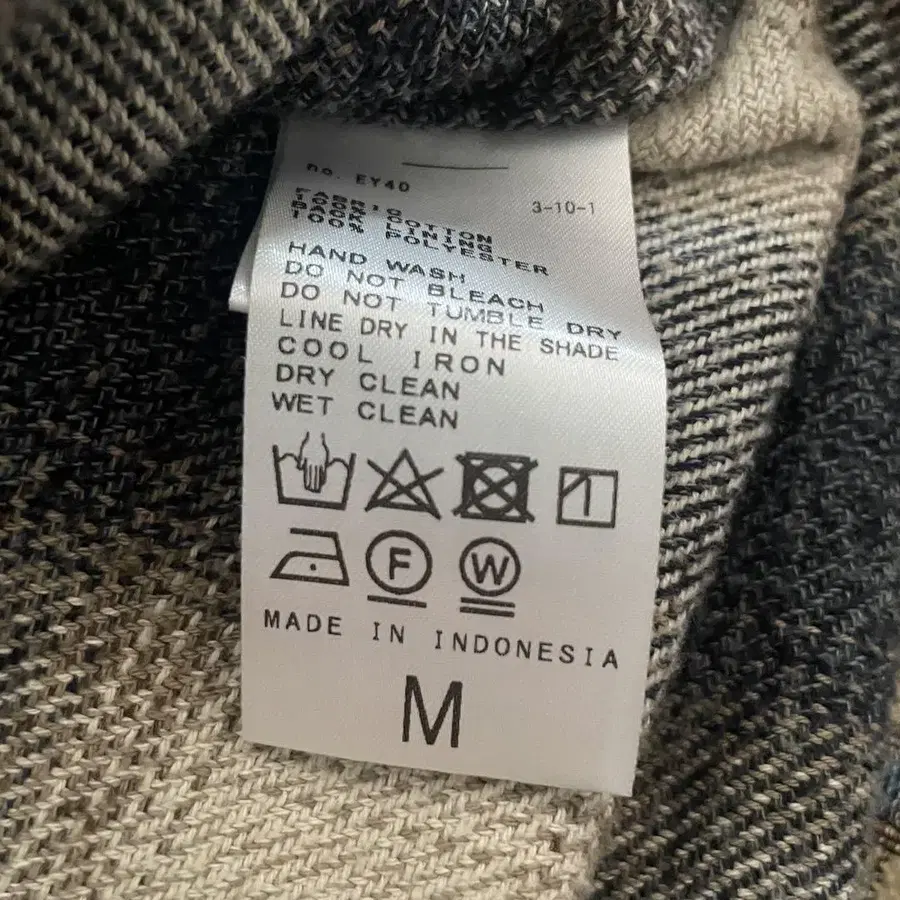 no. EY40
3-10-1
FABRIC
100% COTTON
BACK LINING
100% POLYESTER
HAND WASH
DO NOT BLEACH
DO NOT TUMBLE DRY
LINE DRY IN THE SHADE
COOL IRON
DRY CLEAN
WET CLEAN
F
W
MADE IN INDONESIA
M